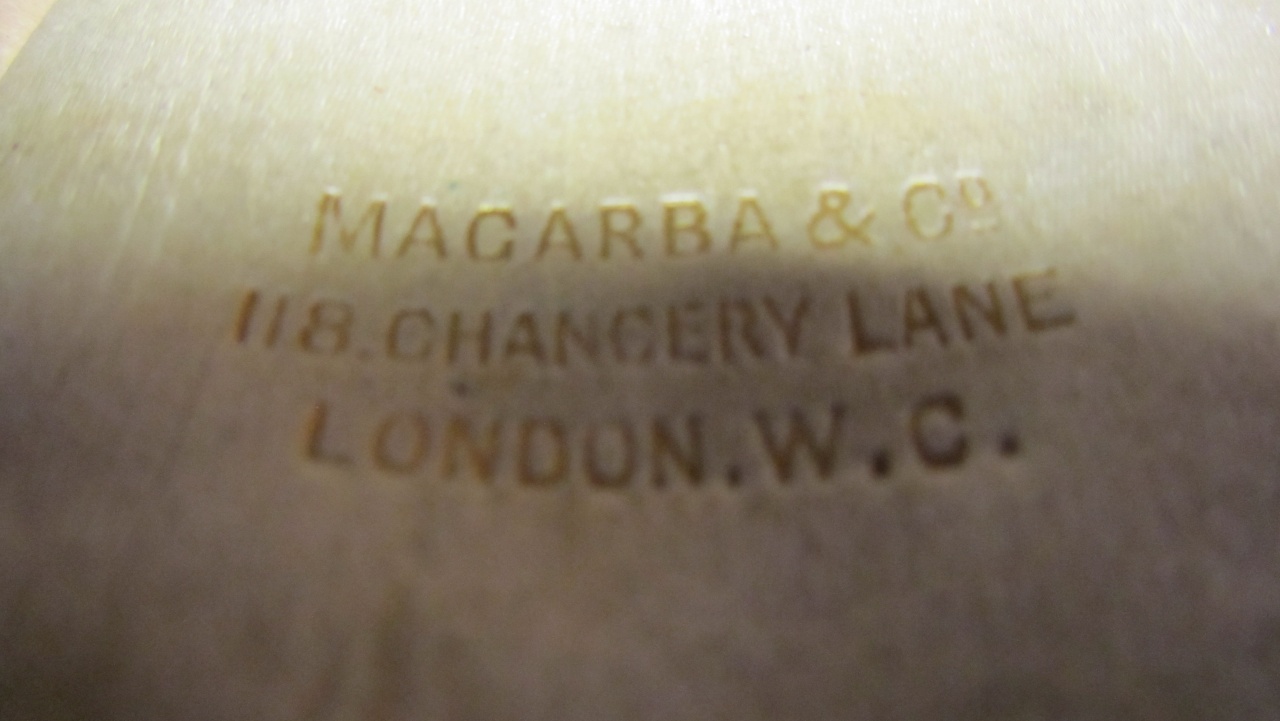 MACARBA & Cº
118.CHANCERY LANE
LONDON.W.C.